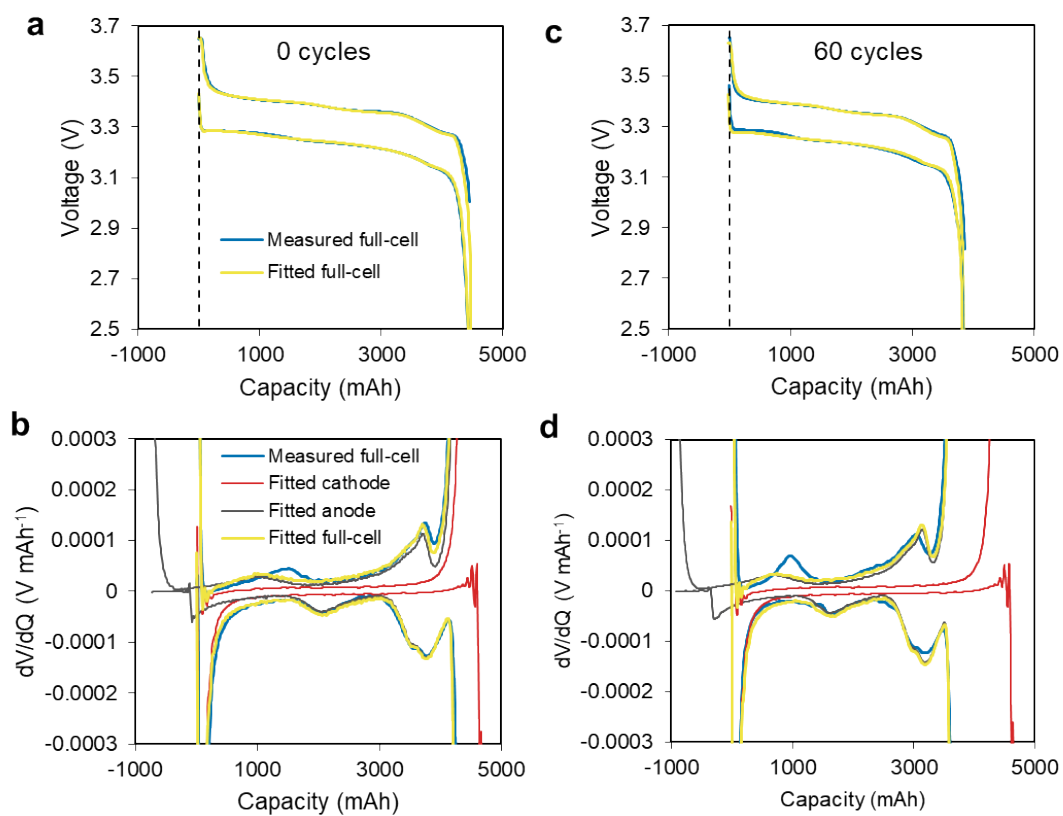 a
0 cycles
3.7
3.5
3.3
3.1
2.9
2.7
2.5
Voltage (V)
Measured full-cell
Fitted full-cell
-1000
1000
3000
5000
Capacity (mAh)
c
60 cycles
3.7
3.5
3.3
3.1
2.9
2.7
2.5
Voltage (V)
-1000
1000
3000
5000
Capacity (mAh)
b
0.0003
0.0002
0.0001
0
-0.0001
-0.0002
-0.0003
dV/dQ (V mAh⁻¹)
Measured full-cell
Fitted cathode
Fitted anode
Fitted full-cell
-1000
1000
3000
5000
Capacity (mAh)
d
0.0003
0.0002
0.0001
0
-0.0001
-0.0002
-0.0003
dV/dQ (V mAh⁻¹)
-1000
1000
3000
5000
Capacity (mAh)